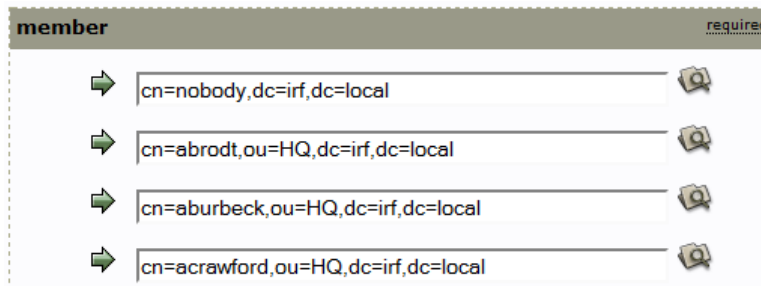 member required
cn=nobody,dc=irf,dc=local
cn=abrodt,ou=HQ,dc=irf,dc=local
cn=aburbeck,ou=HQ,dc=irf,dc=local
cn=acrawford,ou=HQ,dc=irf,dc=local